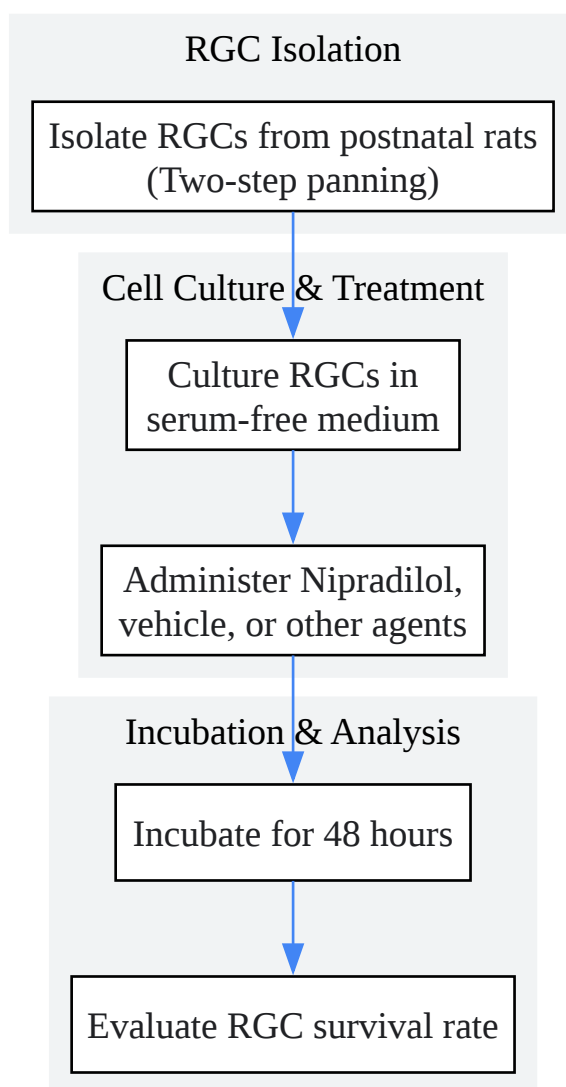 RGC Isolation
Isolate RGCs from postnatal rats
(Two-step panning)
Cell Culture & Treatment
Culture RGCs in
serum-free medium
Administer Nipradilol,
vehicle, or other agents
Incubation & Analysis
Incubate for 48 hours
Evaluate RGC survival rate